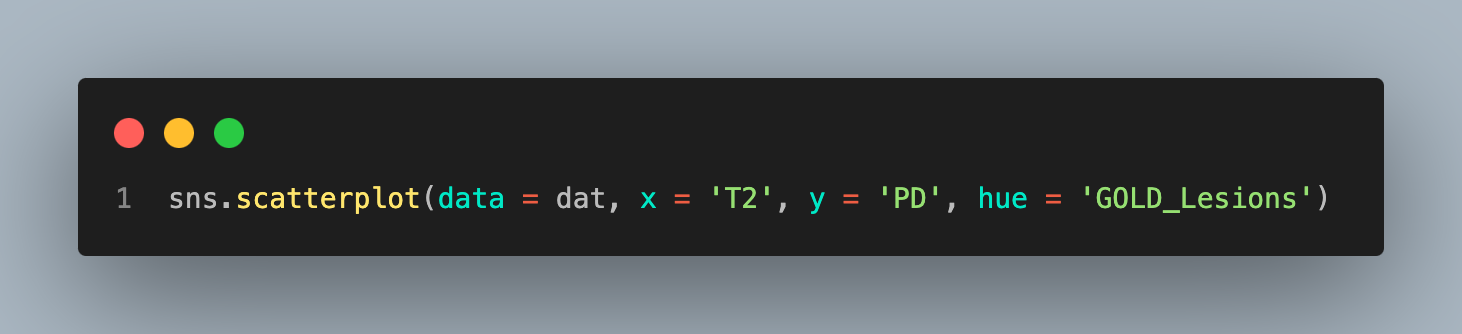 1 sns.scatterplot(data = dat, x = 'T2', y = 'PD', hue = 'GOLD_Lesions')